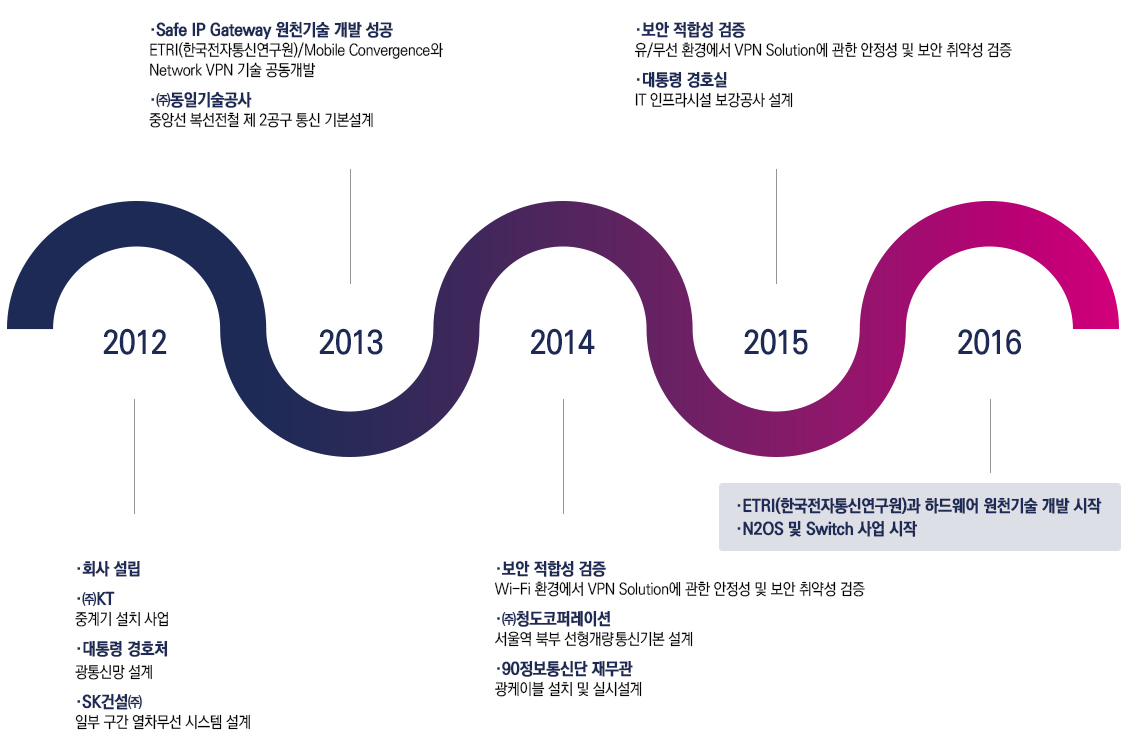 ·Safe IP Gateway 원천기술 개발 성공
ETRI(한국전자통신연구원)/Mobile Convergence와
Network VPN 기술 공동개발
·㈜동일기술공사
중앙선 복선전철 제 2공구 통신 기본설계
·보안 적합성 검증
유/무선 환경에서 VPN Solution에 관한 안정성 및 보안 취약성 검증
·대통령 경호실
IT 인프라시설 보강공사 설계
2012
2013
2014
2015
2016
·ETRI(한국전자통신연구원)과 하드웨어 원천기술 개발 시작
·N2OS 및 Switch 사업 시작
·회사 설립
·㈜KT
중계기 설치 사업
·대통령 경호처
광통신망 설계
·SK건설㈜
일부 구간 열차무선 시스템 설계
·보안 적합성 검증
Wi-Fi 환경에서 VPN Solution에 관한 안정성 및 보안 취약성 검증
·㈜청도코퍼레이션
서울역 북부 선형개량통신기본 설계
·90정보통신단 재무관
광케이블 설치 및 실시설계